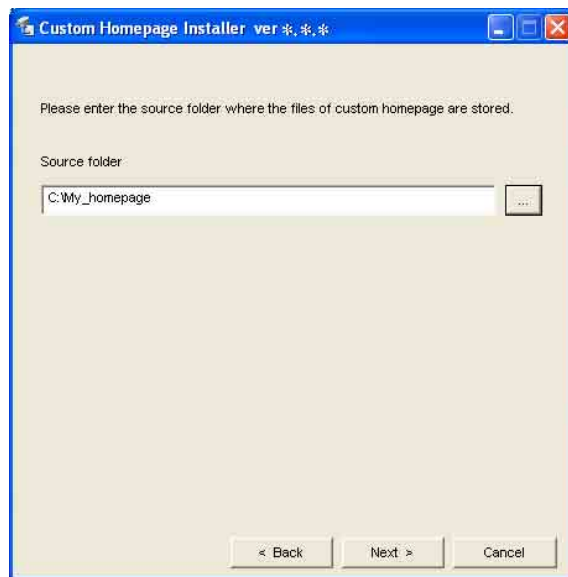 Custom Homepage Installer ver *.*.*
Please enter the source folder where the files of custom homepage are stored.
Source folder
C:\My_homepage
...
< Back
Next >
Cancel